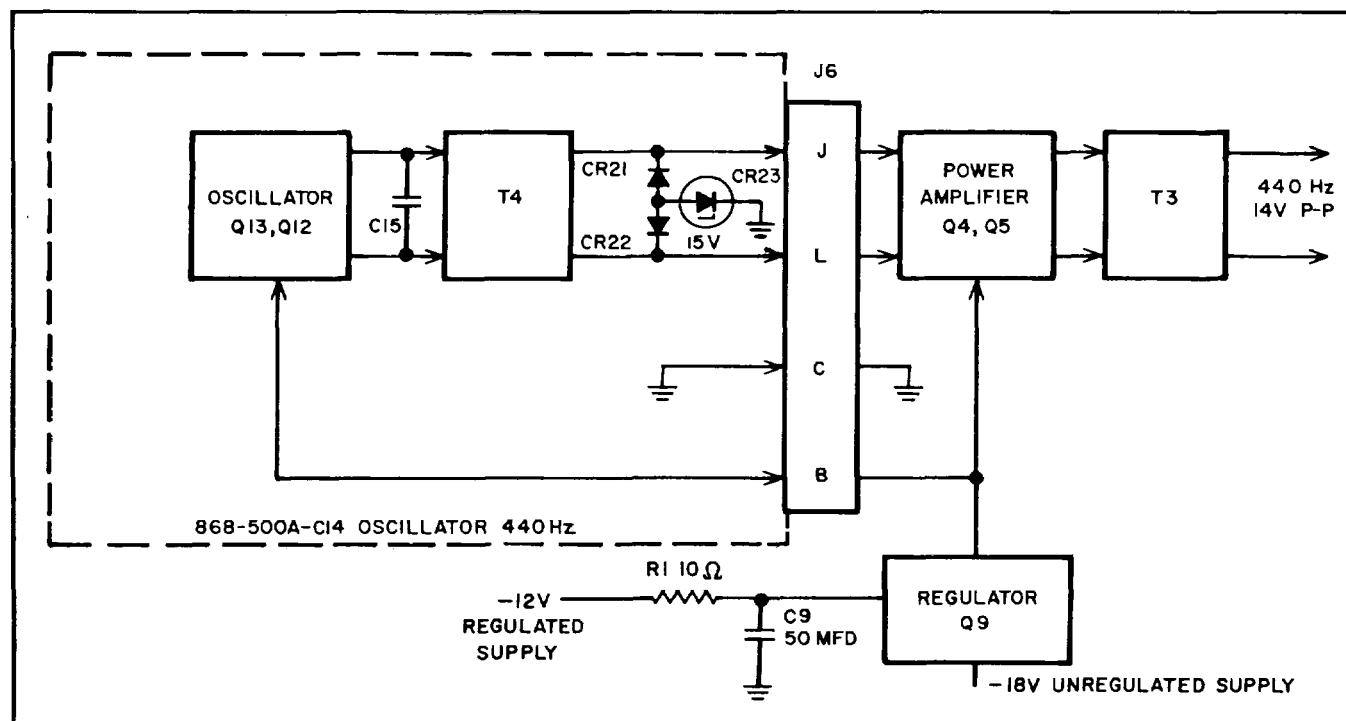 J6
OSCILLATOR
Q13, Q12
C15
T4
CR21
CR22
CR23
15V
J
L
C
B
POWER
AMPLIFIER
Q4, Q5
T3
440 Hz
14V P-P
868-500A-C14 OSCILLATOR 440Hz
R1 10Ω
-12V
REGULATED
SUPPLY
C9
50 MFD
REGULATOR
Q9
-18V UNREGULATED SUPPLY